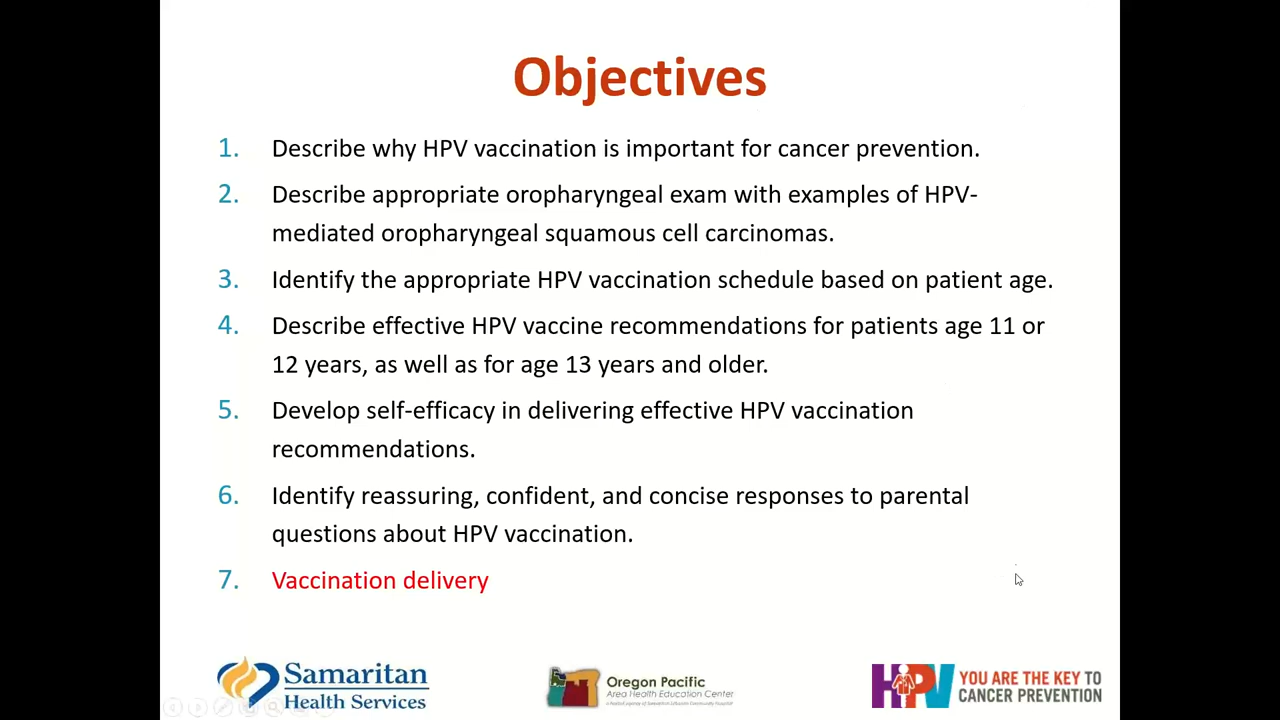 Objectives
1. Describe why HPV vaccination is important for cancer prevention.
2. Describe appropriate oropharyngeal exam with examples of HPV-
mediated oropharyngeal squamous cell carcinomas.
3. Identify the appropriate HPV vaccination schedule based on patient age.
4. Describe effective HPV vaccine recommendations for patients age 11 or
12 years, as well as for age 13 years and older.
5. Develop self-efficacy in delivering effective HPV vaccination
recommendations.
6. Identify reassuring, confident, and concise responses to parental
questions about HPV vaccination.
7. Vaccination delivery
Samaritan
Health Services
Oregon Pacific
Area Health Education Center
HPV
YOU ARE THE KEY TO
CANCER PREVENTION